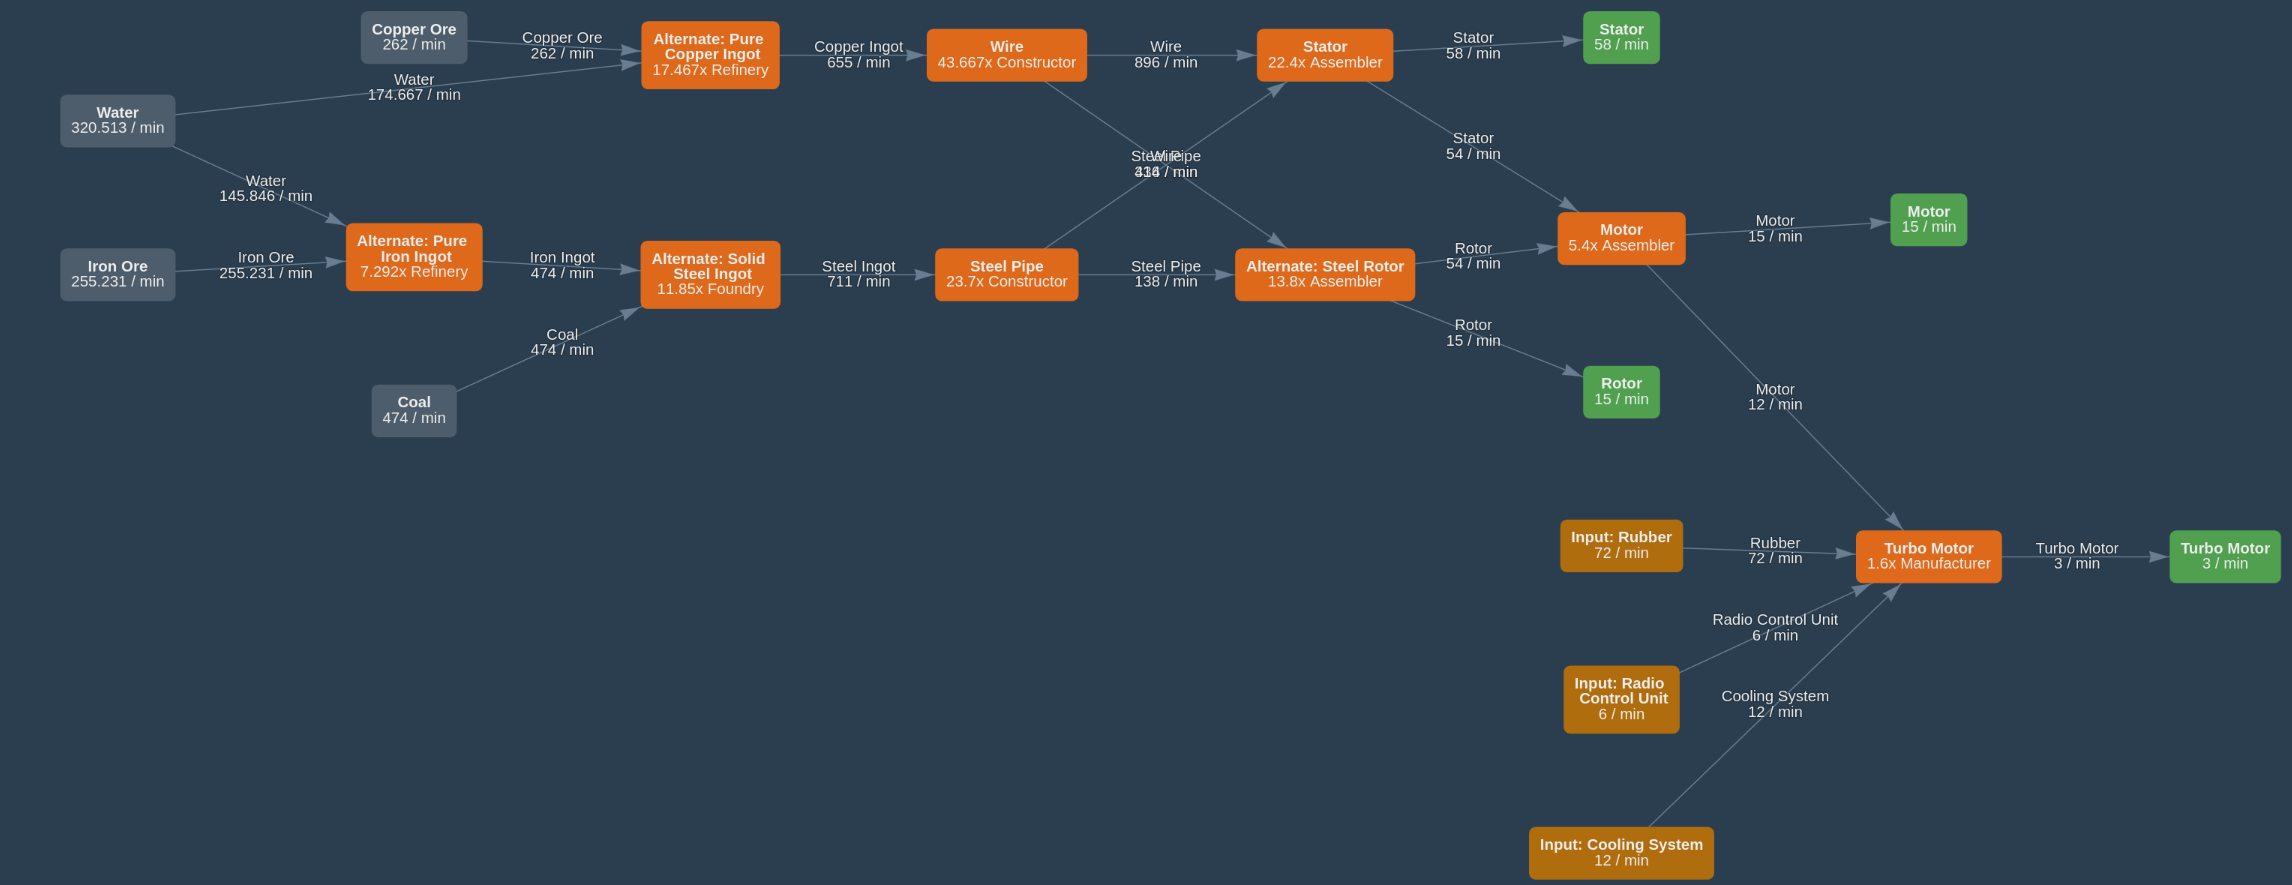 Copper Ore
262 / min
Copper Ore
262 / min
Alternate: Pure
Copper Ingot
17.467x Refinery
Copper Ingot
655 / min
Wire
43.667x Constructor
Wire
896 / min
Stator
22.4x Assembler
Stator
58 / min
Stator
58 / min
Water
174.667 / min
Water
320.513 / min
Water
145.846 / min
Steel Pipe
Wire
/ min
Stator
54 / min
Iron Ore
255.231 / min
Iron Ore
255.231 / min
Alternate: Pure
Iron Ingot
7.292x Refinery
Iron Ingot
474 / min
Alternate: Solid
Steel Ingot
11.85x Foundry
Steel Ingot
711 / min
Steel Pipe
23.7x Constructor
Steel Pipe
138 / min
Alternate: Steel Rotor
13.8x Assembler
Rotor
54 / min
Motor
5.4x Assembler
Motor
15 / min
Motor
15 / min
Coal
474 / min
Coal
474 / min
Rotor
15 / min
Rotor
15 / min
Motor
12 / min
Input: Rubber
72 / min
Rubber
72 / min
Turbo Motor
1.6x Manufacturer
Turbo Motor
3 / min
Turbo Motor
3 / min
Radio Control Unit
6 / min
Input: Radio
Control Unit
6 / min
Cooling System
12 / min
Input: Cooling System
12 / min